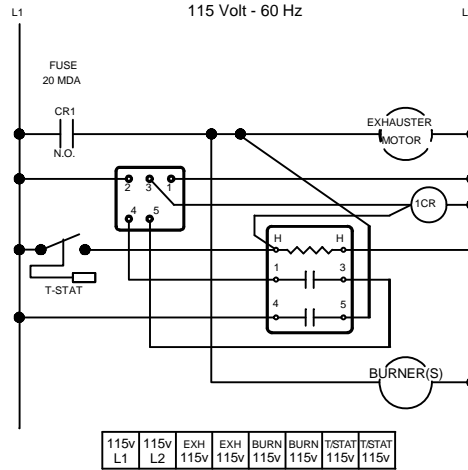 115 Volt - 60 Hz
L1
L
FUSE
20 MDA
CR1
N.O.
EXHAUSTER
MOTOR
2 3 1
4 5
1CR
H H
1 3
4 5
T-STAT
BURNER(S)
115v L1
115v L2
EXH 115v
EXH 115v
BURN 115v
BURN 115v
T/STAT 115v
T/STAT 115v